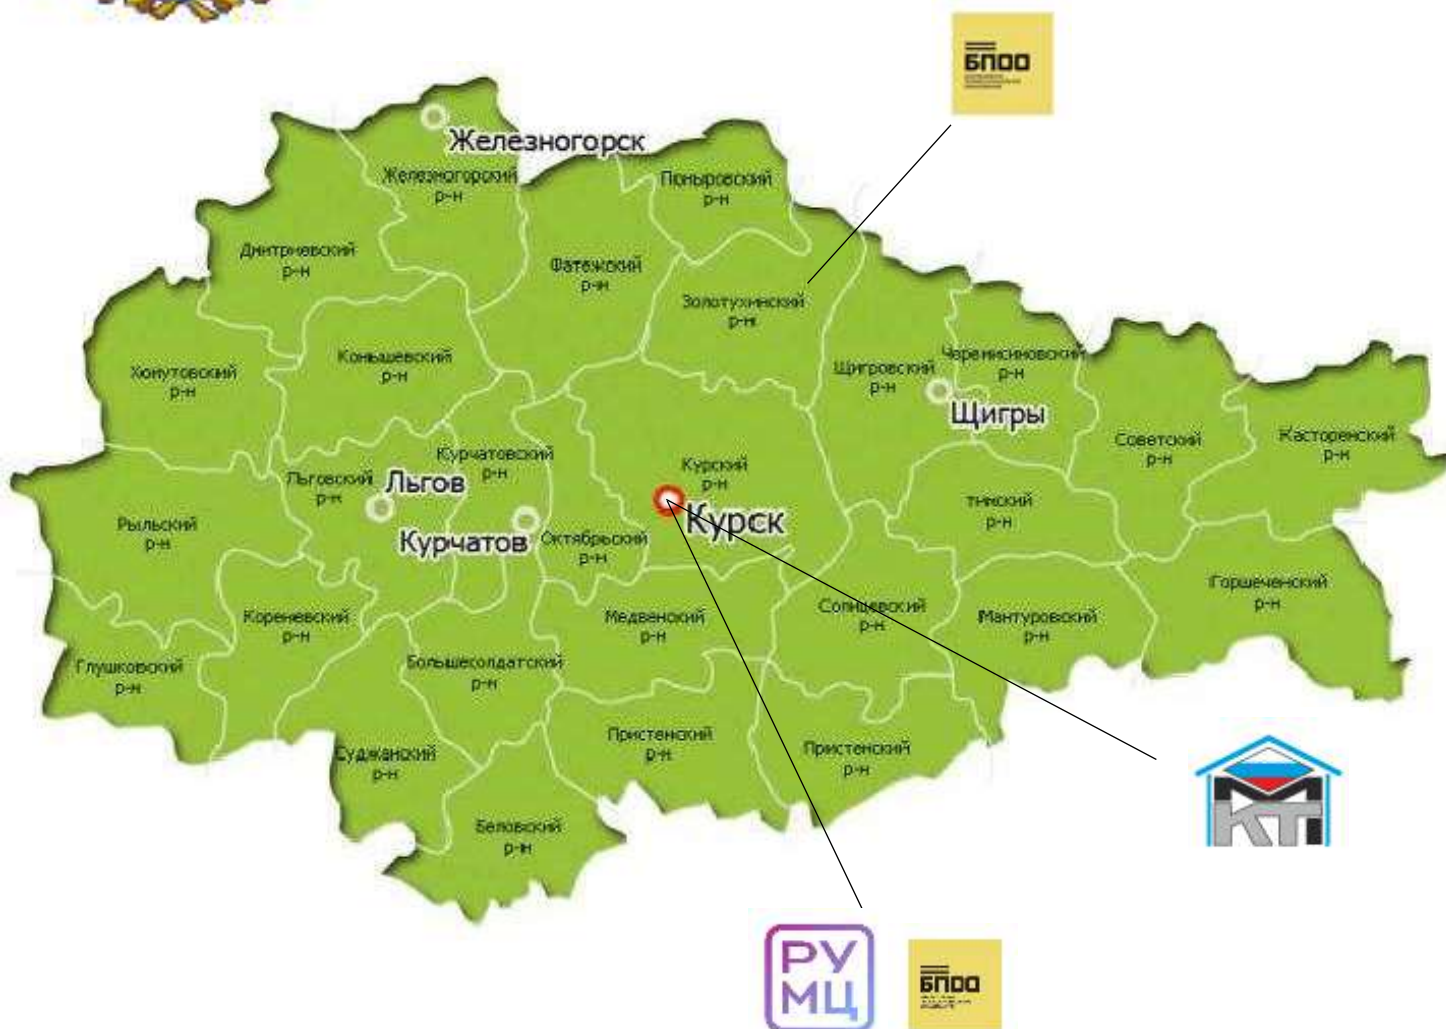 БПОО
Железногорск
Железногорский
р-н
Поныровский
р-н
Дмитриевский
р-н
Фатежский
р-н
Золотухинский
р-н
Хомутовский
р-н
Конышевский
р-н
Щигровский
р-н
Черемисиновский
р-н
Щигры
Советский
р-н
Касторенский
р-н
Курчатовский
р-н
Льговский
р-н
Льгов
Курский
р-н
Курск
Тимский
р-н
Рыльский
р-н
Курчатов
Октябрьский
р-н
Горшеченский
р-н
Кореневский
р-н
Медвенский
р-н
Солнцевский
р-н
Мантуровский
р-н
Глушковский
р-н
Большесолдатский
р-н
Суджанский
р-н
Пристенский
р-н
Пристенский
р-н
Беловский
р-н
МКТ
РУ
МЦ
БПОО